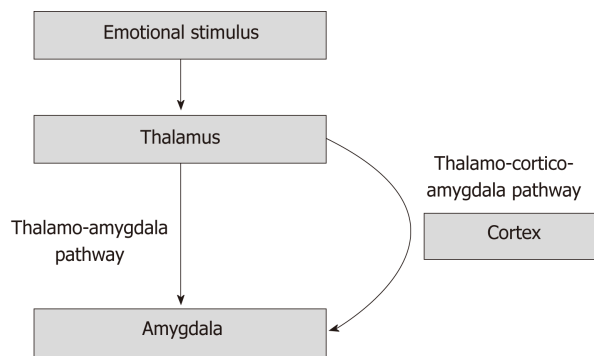 Emotional stimulus
Thalamus
Thalamo-cortico-
amygdala pathway
Thalamo-amygdala
pathway
Cortex
Amygdala